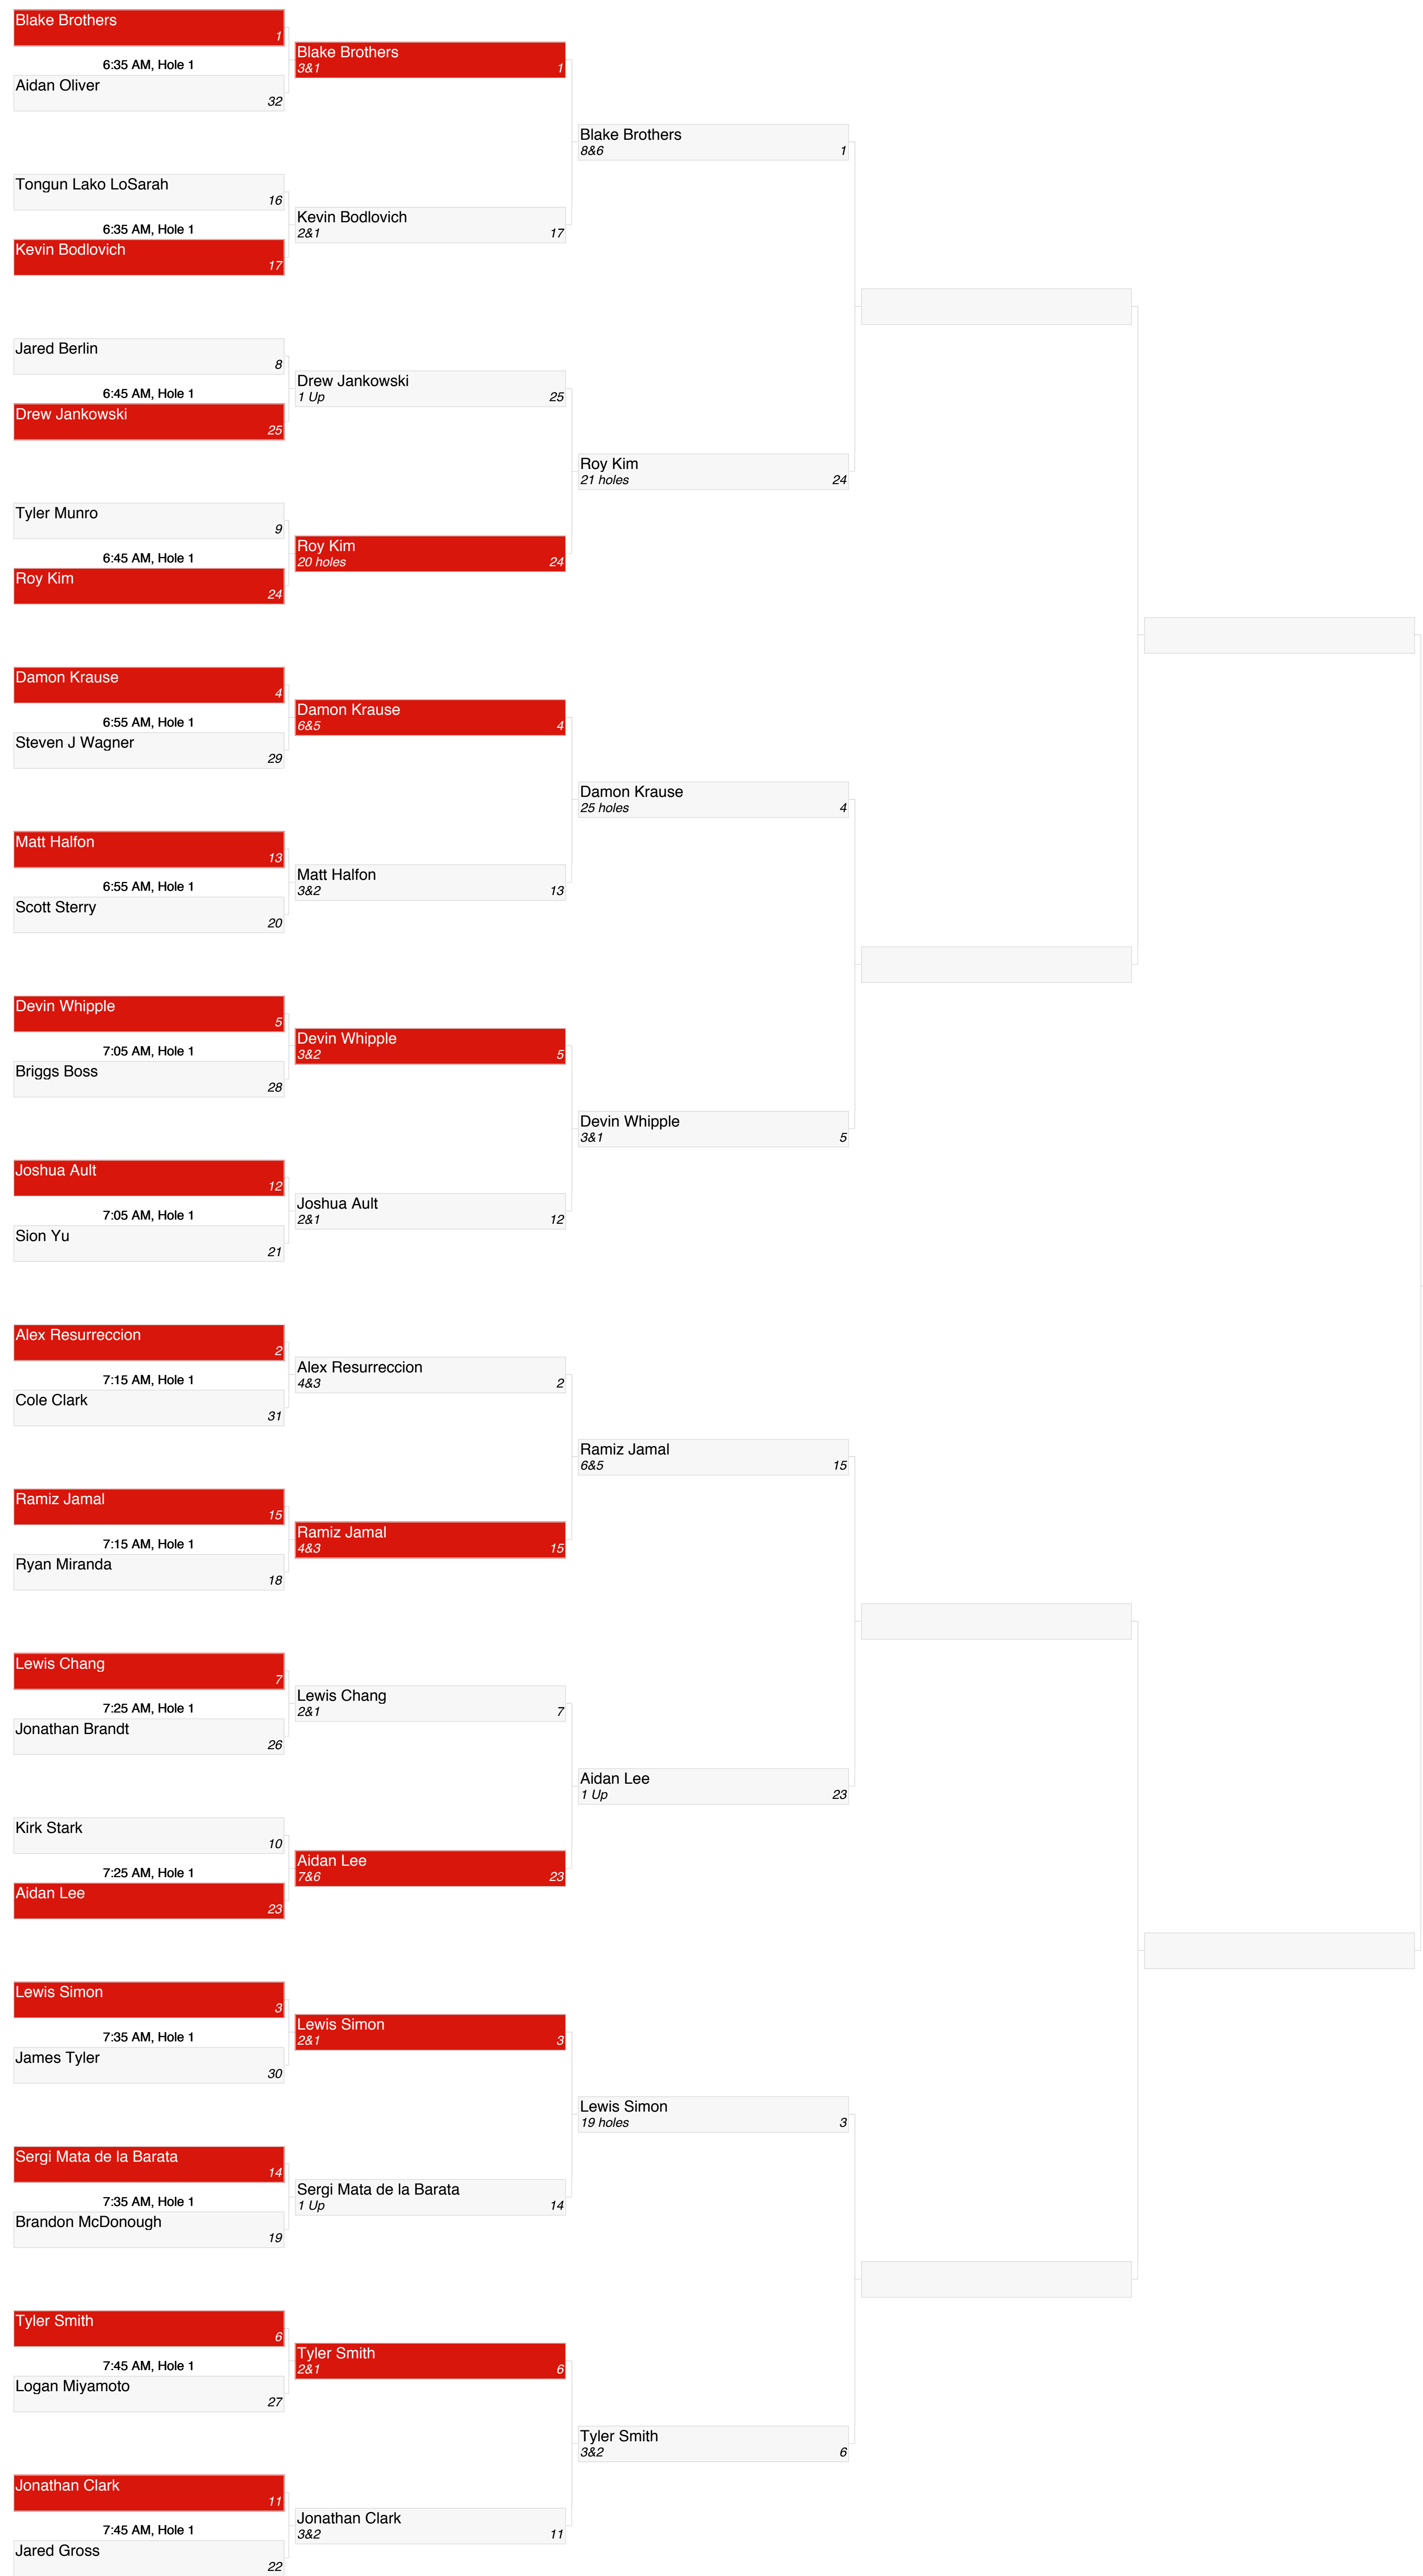 Blake Brothers
1
6:35 AM, Hole 1
Aidan Oliver
32
Tongun Lako LoSarah
16
6:35 AM, Hole 1
Kevin Bodlovich
17
Jared Berlin
8
6:45 AM, Hole 1
Drew Jankowski
25
Tyler Munro
9
6:45 AM, Hole 1
Roy Kim
24
Damon Krause
4
6:55 AM, Hole 1
Steven J Wagner
29
Matt Halfon
13
6:55 AM, Hole 1
Scott Sterry
20
Devin Whipple
5
7:05 AM, Hole 1
Briggs Boss
28
Joshua Ault
12
7:05 AM, Hole 1
Sion Yu
21
Alex Resurreccion
2
7:15 AM, Hole 1
Cole Clark
31
Ramiz Jamal
15
7:15 AM, Hole 1
Ryan Miranda
18
Lewis Chang
7
7:25 AM, Hole 1
Jonathan Brandt
26
Kirk Stark
10
7:25 AM, Hole 1
Aidan Lee
23
Lewis Simon
3
7:35 AM, Hole 1
James Tyler
30
Sergi Mata de la Barata
14
7:35 AM, Hole 1
Brandon McDonough
19
Tyler Smith
6
7:45 AM, Hole 1
Logan Miyamoto
27
Jonathan Clark
11
7:45 AM, Hole 1
Jared Gross
22
Blake Brothers
3&1 1
Kevin Bodlovich
2&1 17
Drew Jankowski
1 Up 25
Roy Kim
20 holes 24
Damon Krause
6&5 4
Matt Halfon
3&2 13
Devin Whipple
3&2 5
Joshua Ault
2&1 12
Alex Resurreccion
4&3 2
Ramiz Jamal
4&3 15
Lewis Chang
2&1 7
Aidan Lee
7&6 23
Lewis Simon
2&1 3
Sergi Mata de la Barata
1 Up 14
Tyler Smith
2&1 6
Jonathan Clark
3&2 11
Blake Brothers
8&6 1
Roy Kim
21 holes 24
Damon Krause
25 holes 4
Devin Whipple
3&1 5
Ramiz Jamal
6&5 15
Aidan Lee
1 Up 23
Lewis Simon
19 holes 3
Tyler Smith
3&2 6